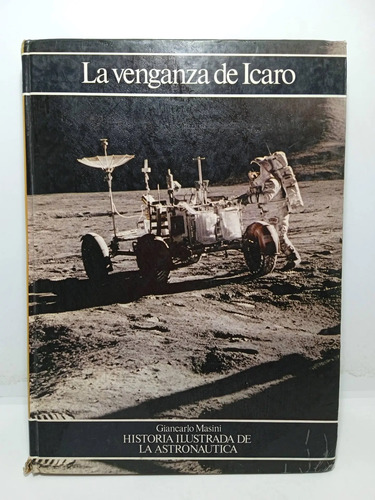 La venganza de Icaro
Giancarlo Masini
HISTORIA ILUSTRADA DE
LA ASTRONAUTICA